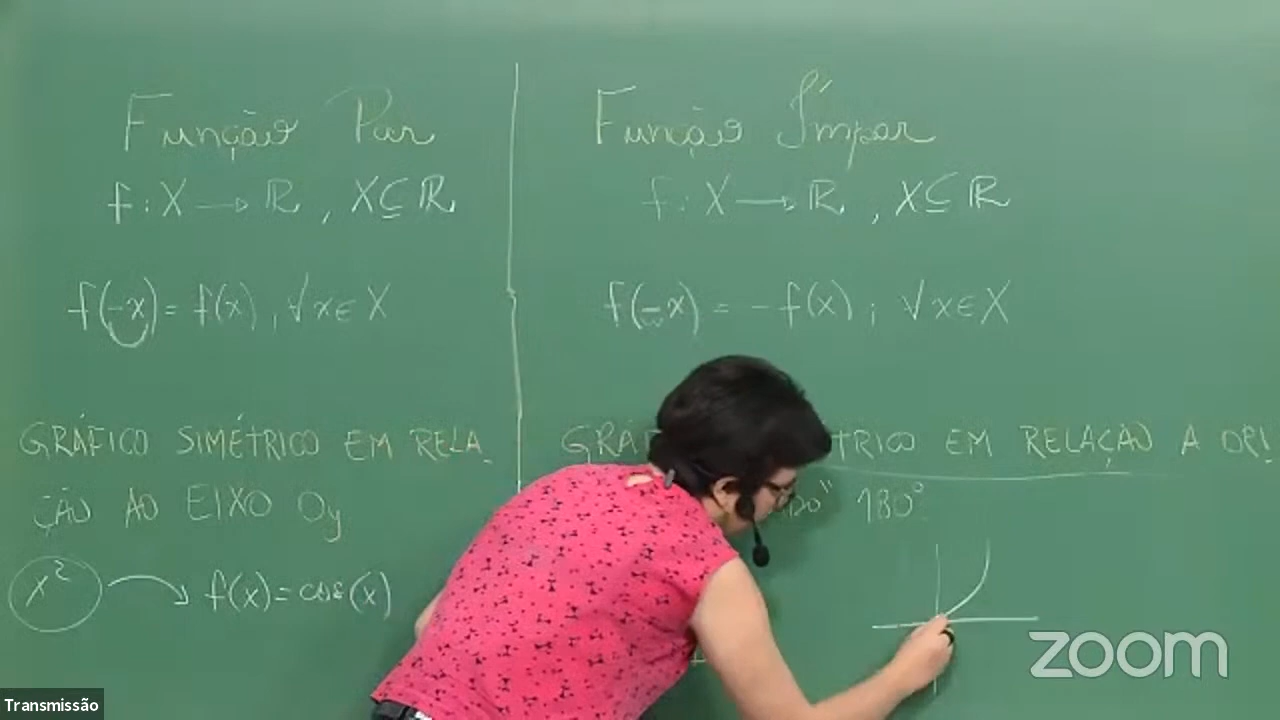 Função Par
f: X → ℝ, X ⊆ ℝ
f(-x) = f(x), ∀x∈X
GRÁFICO SIMÉTRICO EM RELA-
ÇÃO AO EIXO Oy
x² → f(x) = cos(x)
Função Ímpar
f: X → ℝ, X ⊆ ℝ
f(-x) = -f(x); ∀x∈X
TRICO EM RELAÇÃO A ORI
180°
zoom
Transmissão